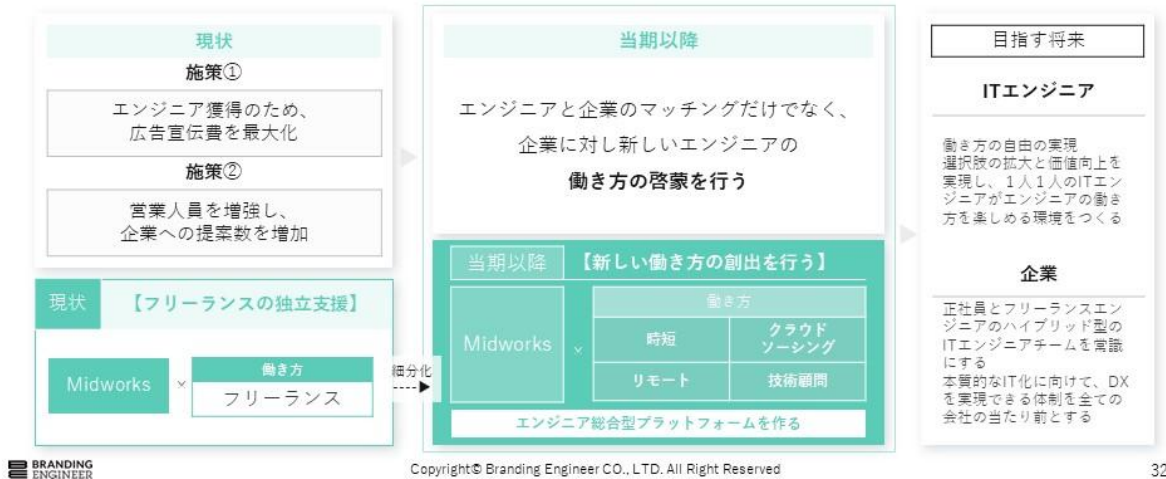 現状
施策①
エンジニア獲得のため、
広告宣伝費を最大化
施策②
営業人員を増強し、
企業への提案数を増加
現状
【フリーランスの独立支援】
Midworks
×
働き方
フリーランス
細分化
当期以降
エンジニアと企業のマッチングだけでなく、
企業に対し新しいエンジニアの
働き方の啓蒙を行う
当期以降
【新しい働き方の創出を行う】
Midworks
×
働き方
時短
クラウド
ソーシング
リモート
技術顧問
エンジニア総合型プラットフォームを作る
目指す将来
ITエンジニア
働き方の自由の実現
選択肢の拡大と価値向上を
実現し、１人１人のITエン
ジニアがエンジニアの働き
方を楽しめる環境をつくる
企業
正社員とフリーランスエン
ジニアのハイブリッド型の
ITエンジニアチームを常識
にする
本質的なIT化に向けて、DX
を実現できる体制を全ての
会社の当たり前とする
BRANDING
ENGINEER
Copyright© Branding Engineer CO., LTD. All Right Reserved
32